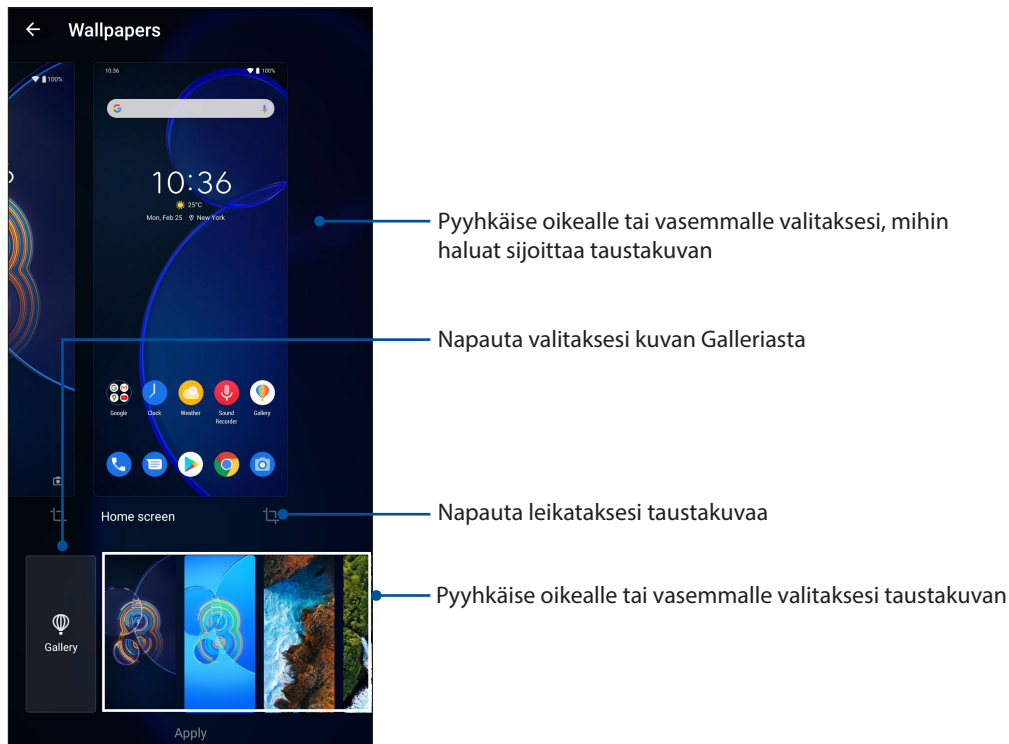 Wallpapers
100%
10:36
100%
G
10:36
25°C
Mon, Feb 25 New York
Google
Clock
Weather
Sound
Recorder
Gallery
Home screen
Gallery
Apply
Pyyhkäise oikealle tai vasemmalle valitaksesi, mihin
haluat sijoittaa taustakuvan
Napauta valitaksesi kuvan Galleriasta
Napauta leikataksesi taustakuvaa
Pyyhkäise oikealle tai vasemmalle valitaksesi taustakuvan